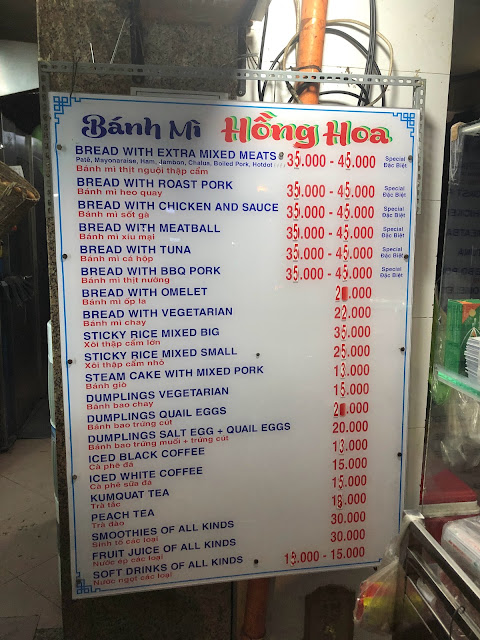 Bánh Mì Hồng Hoa
BREAD WITH EXTRA MIXED MEATS 35.000 - 45.000 Special
Patê, Mayonaraise, Ham, Jambon, Chalua, Boiled Pork, Hotdot Đặc Biệt
Bánh mì thịt nguội thập cẩm
BREAD WITH ROAST PORK 35.000 - 45.000 Special
Bánh mì heo quay Đặc Biệt
BREAD WITH CHICKEN AND SAUCE 35.000 - 45.000 Special
Bánh mì sốt gà Đặc Biệt
BREAD WITH MEATBALL 35.000 - 45.000 Special
Bánh mì xíu mại Đặc Biệt
BREAD WITH TUNA 35.000 - 45.000 Special
Bánh mì cá hộp Đặc Biệt
BREAD WITH BBQ PORK 35.000 - 45.000 Special
Bánh mì thịt nướng Đặc Biệt
BREAD WITH OMELET
Bánh mì ốp la
BREAD WITH VEGETARIAN 22.000
Bánh mì chay
STICKY RICE MIXED BIG 35.000
Xôi thập cẩm lớn
STICKY RICE MIXED SMALL 25.000
Xôi thập cẩm nhỏ
STEAM CAKE WITH MIXED PORK 13.000
Bánh giò
DUMPLINGS VEGETARIAN 15.000
Bánh bao chay
DUMPLINGS QUAIL EGGS
Bánh bao trứng cút
DUMPLINGS SALT EGG + QUAIL EGGS 20.000
Bánh bao trứng muối + trứng cút
ICED BLACK COFFEE 13.000
Cà phê đá
ICED WHITE COFFEE 15.000
Cà phê sữa đá
KUMQUAT TEA 15.000
Trà tắc
PEACH TEA 18.000
Trà đào
SMOOTHIES OF ALL KINDS 30.000
Sinh tố các loại
FRUIT JUICE OF ALL KINDS 30.000
Nước ép các loại
SOFT DRINKS OF ALL KINDS 13.000 - 15.000
Nước ngọt các loại